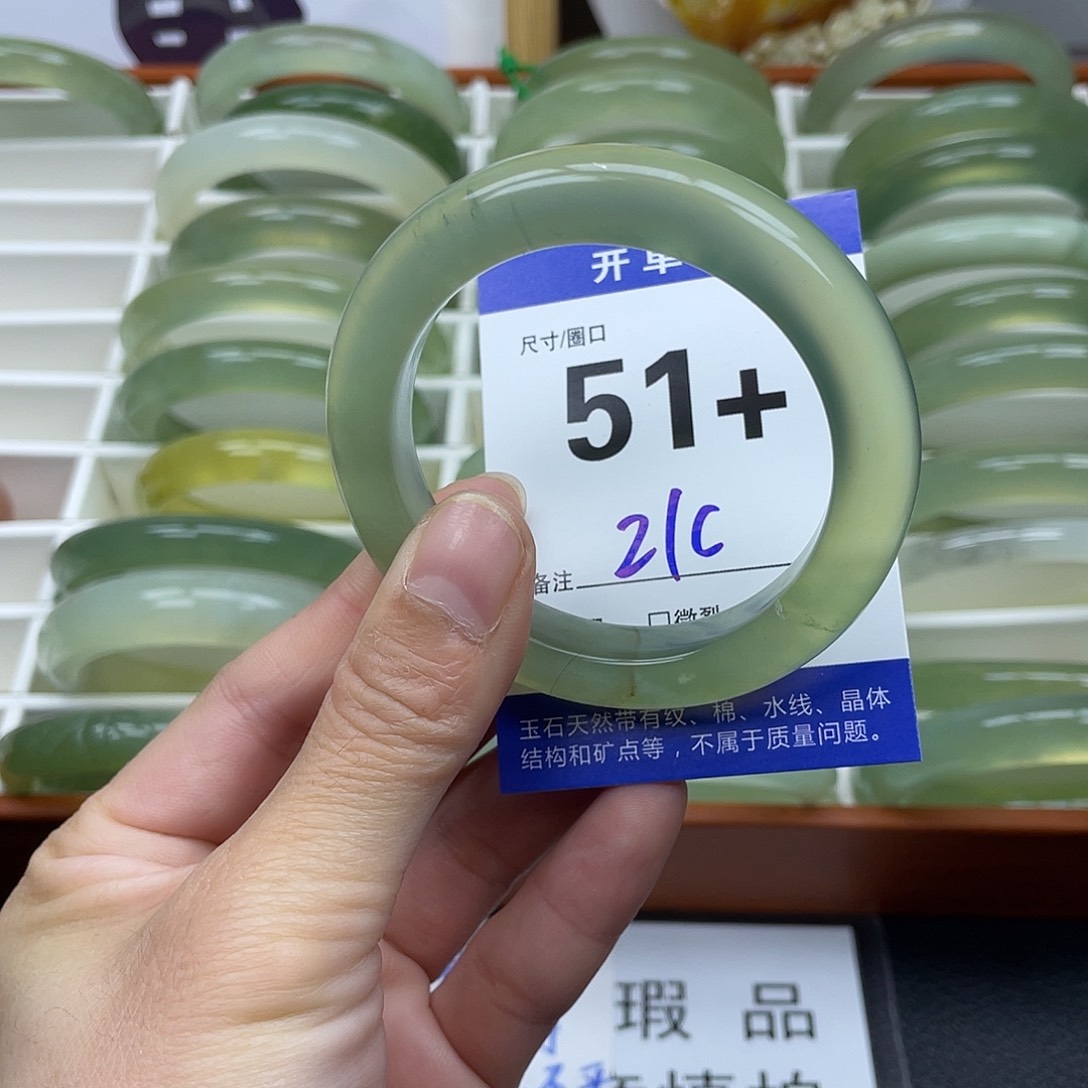 开单
尺寸/圈口
51+
2/C
备注
□微裂
玉石天然带有纹、棉、水线、晶体
结构和矿点等，不属于质量问题。
瑕 品